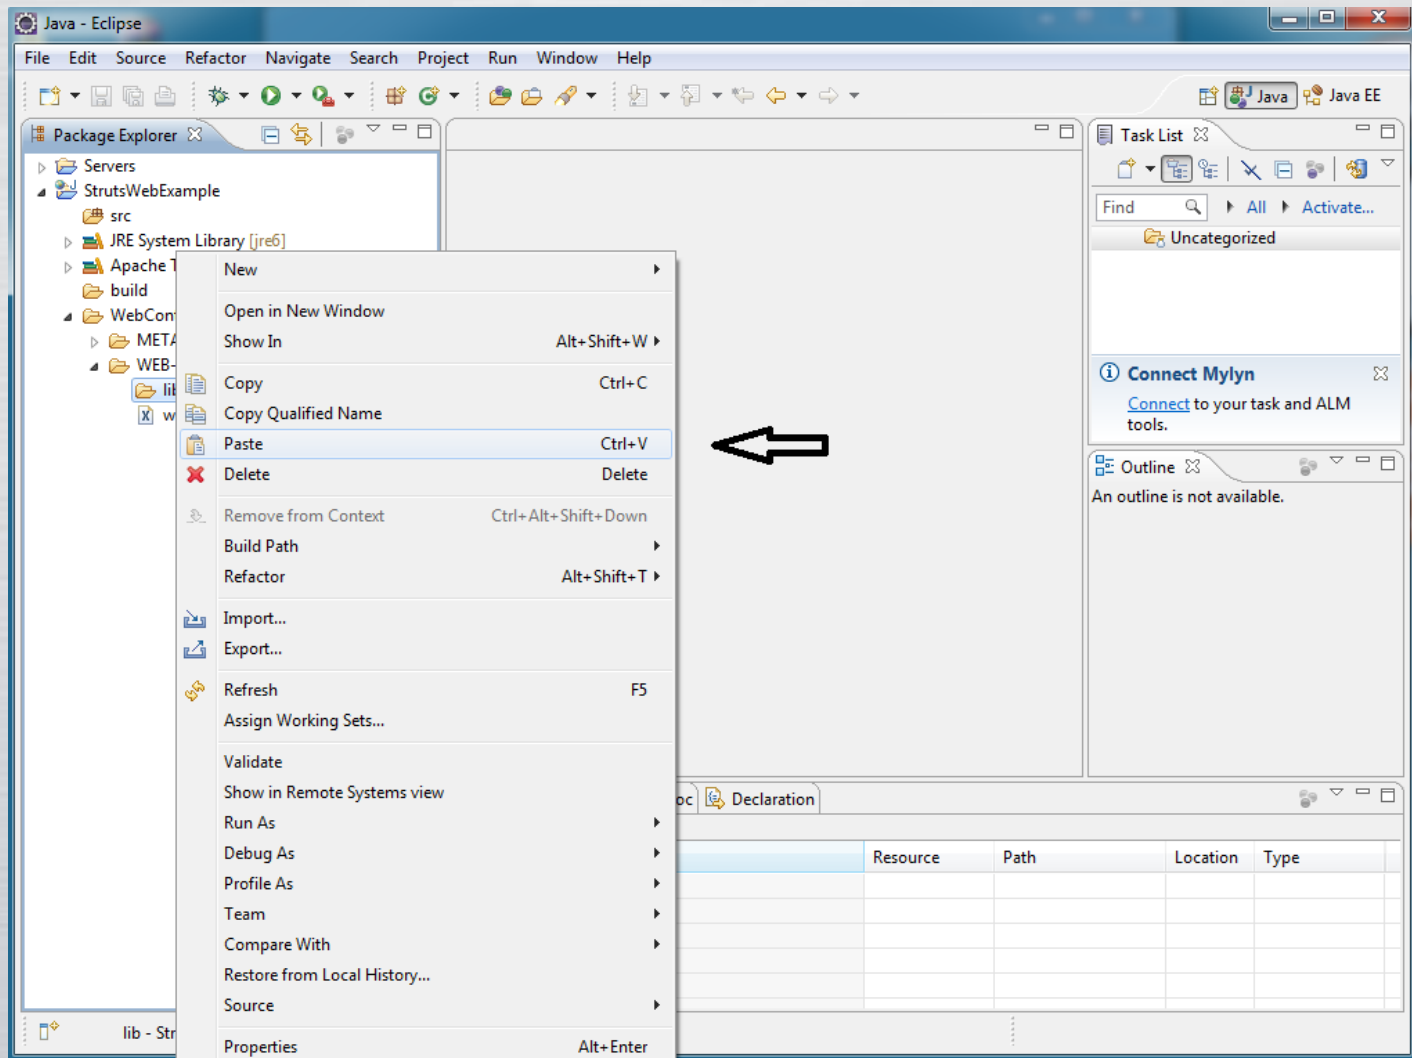 Java - Eclipse
File Edit Source Refactor Navigate Search Project Run Window Help
Java Java EE
Package Explorer
Servers
StrutsWebExample
src
JRE System Library [jre6]
Apache
build
META
WEB-
New
Open in New Window
Show In Alt+Shift+W
Copy Ctrl+C
Copy Qualified Name
Paste Ctrl+V
Delete Delete
Remove from Context Ctrl+Alt+Shift+Down
Build Path
Refactor Alt+Shift+T
Import...
Export...
Refresh F5
Assign Working Sets...
Validate
Show in Remote Systems view
Run As
Debug As
Profile As
Team
Compare With
Restore from Local History...
Source
Properties Alt+Enter
Task List
Find All Activate...
Uncategorized
Connect Mylyn
Connect to your task and ALM
tools.
Outline
An outline is not available.
oc Declaration
Resource Path Location Type
lib - Str